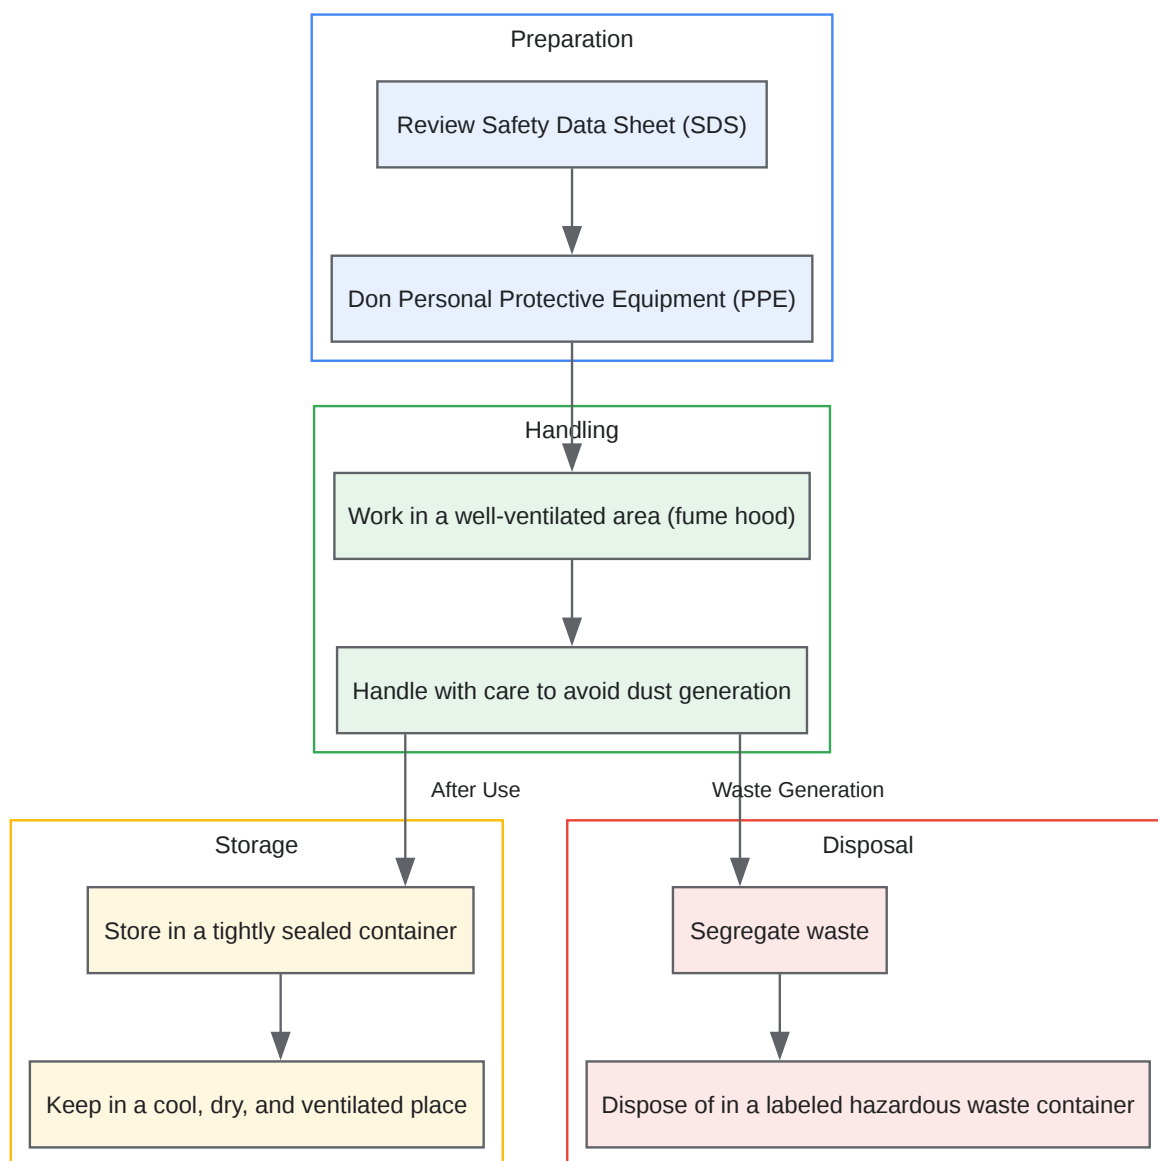 Preparation
Review Safety Data Sheet (SDS)
Don Personal Protective Equipment (PPE)
Handling
Work in a well-ventilated area (fume hood)
Handle with care to avoid dust generation
After Use
Waste Generation
Storage
Disposal
Store in a tightly sealed container
Segregate waste
Keep in a cool, dry, and ventilated place
Dispose of in a labeled hazardous waste container